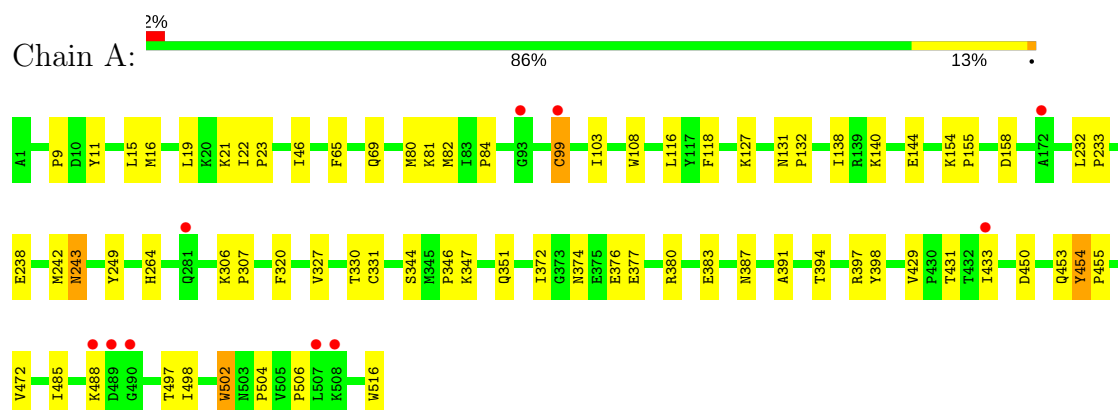 2%
Chain A:
86% 13% •
A1 P9 D10 Y11 L15 M16 L19 K20 K21 I22 P23 I46 F65 Q69 M80 K81 M82 I83 P84 G93 C99 I103 W108 L116 Y117 F118 K127 N131 P132 I138 R139 K140 E144 K154 P155 D158 A172 L232 P233
E238 M242 N243 Y249 H264 Q281 K306 P307 F320 V327 T330 C331 S344 M345 P346 K347 Q351 I372 G373 N374 E375 E376 E377 R380 E383 N387 A391 T394 R397 Y398 V429 P430 T431 T432 I433 D450 Q453 Y454 P455
V472 I485 K488 D489 G490 T497 I498 W502 N503 P504 V505 P506 L507 K508 W516